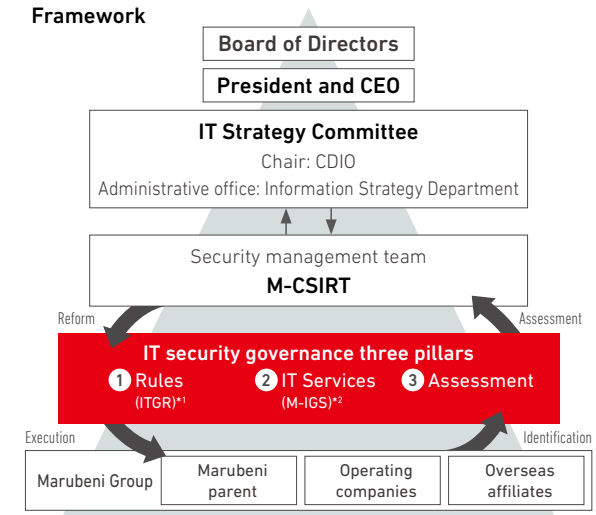 Framework
Board of Directors
President and CEO
IT Strategy Committee
Chair: CDIO
Administrative office: Information Strategy Department
Security management team
M-CSIRT
Reform
Assessment
IT security governance three pillars
1 Rules
(ITGR)*1
2 IT Services
(M-IGS)*2
3 Assessment
Execution
Identification
Marubeni Group
Marubeni
parent
Operating
companies
Overseas
affiliates